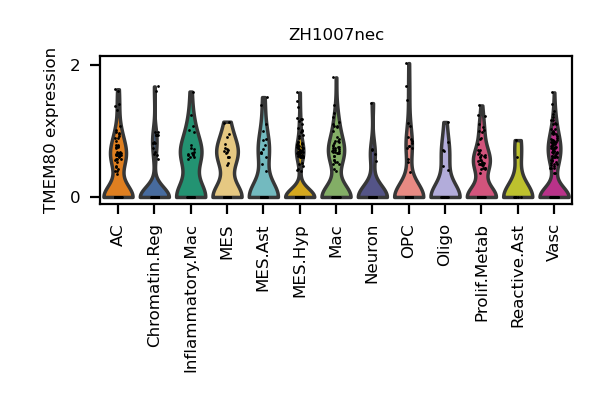 ZH1007nec
TMEM80 expression
2
0
AC
Chromatin.Reg
Inflammatory.Mac
MES
MES.Ast
MES.Hyp
Mac
Neuron
OPC
Oligo
Prolif.Metab
Reactive.Ast
Vasc